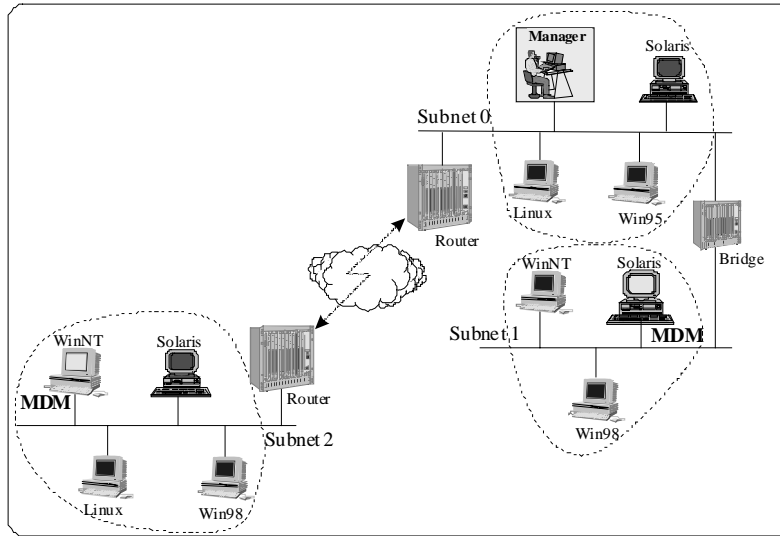 Manager
Solaris
Subnet 0
Linux
Win95
Router
Bridge
WinNT
Solaris
Subnet 1
MDM
Win98
WinNT
Solaris
MDM
Router
Subnet 2
Linux
Win98